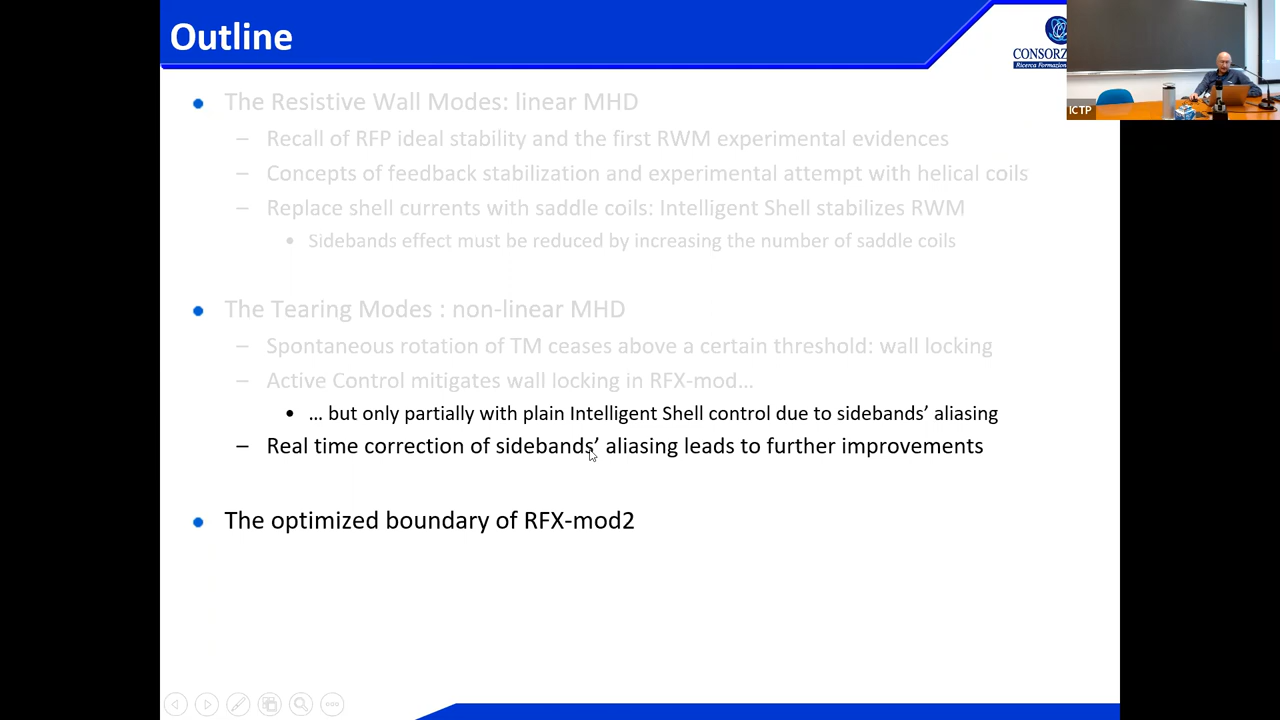 Outline
CONSORZ
Ricerca Formazion
ICTP
The Resistive Wall Modes: linear MHD
– Recall of RFP ideal stability and the first RWM experimental evidences
– Concepts of feedback stabilization and experimental attempt with helical coils
– Replace shell currents with saddle coils: Intelligent Shell stabilizes RWM
• Sidebands effect must be reduced by increasing the number of saddle coils
The Tearing Modes : non-linear MHD
– Spontaneous rotation of TM ceases above a certain threshold: wall locking
– Active Control mitigates wall locking in RFX-mod…
• … but only partially with plain Intelligent Shell control due to sidebands’ aliasing
– Real time correction of sidebands’ aliasing leads to further improvements
The optimized boundary of RFX-mod2